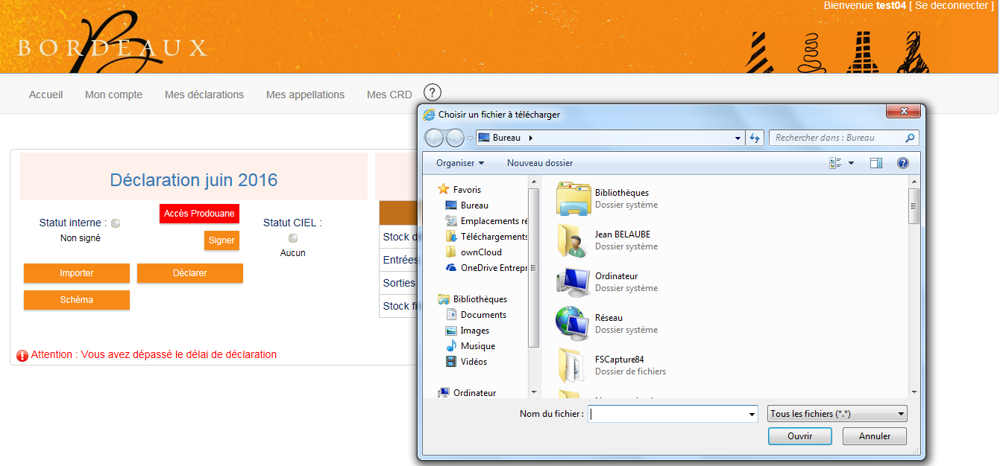 Bienvenue test04 [ Se deconnecter ]
BORDEAUX
Accueil Mon compte Mes déclarations Mes appellations Mes CRD ?
Déclaration juin 2016
Accès Prodouane
Statut interne :
Non signé
Signer
Statut CIEL :
Aucun
Importer Déclarer
Schéma
Attention : Vous avez dépassé le délai de déclaration
Stock d
Entrées
Sorties
Stock fi
Choisir un fichier à télécharger
Bureau
Rechercher dans : Bureau
Organiser Nouveau dossier
Favoris
Bureau
Emplacements ré
Téléchargements
ownCloud
OneDrive Entrepr
Bibliothèques
Documents
Images
Musique
Vidéos
Ordinateur
Bibliothèques
Dossier système
Jean BELAUBE
Dossier système
Ordinateur
Dossier système
Réseau
Dossier système
FSCapture84
Dossier de fichiers
Nom du fichier : Tous les fichiers (*.*)
Ouvrir Annuler